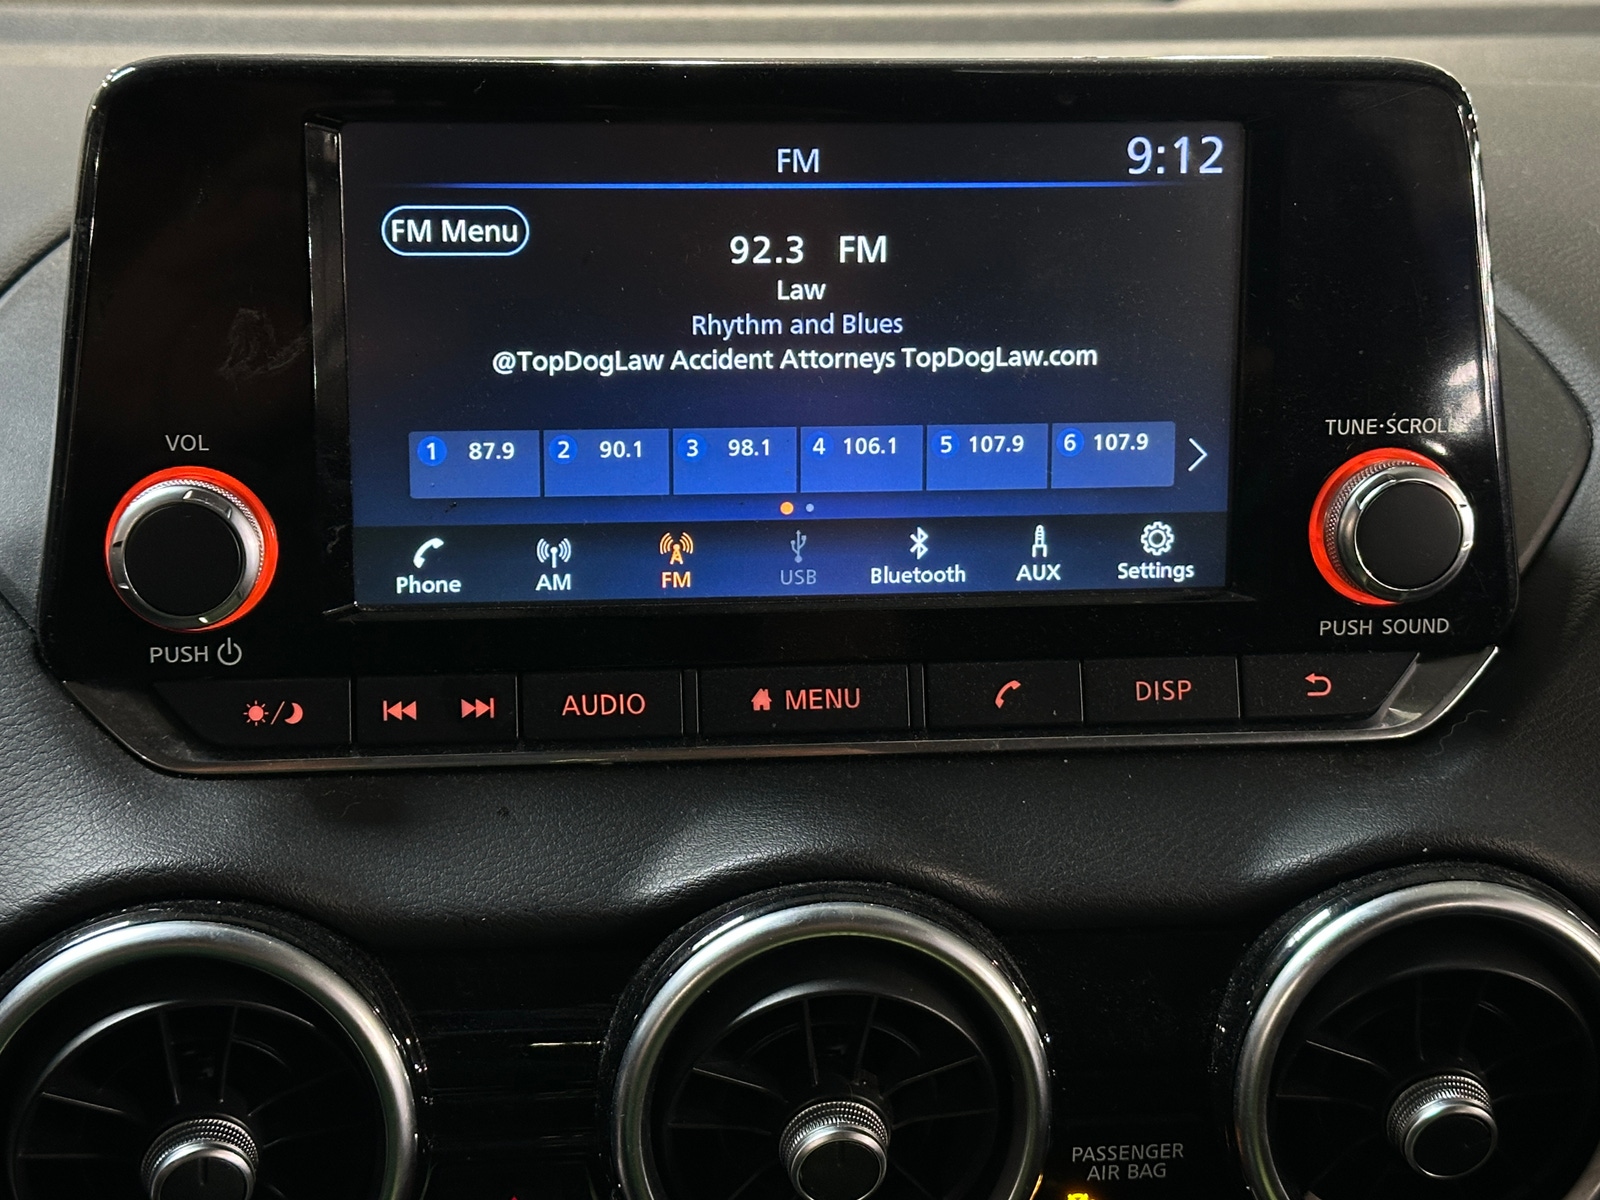 FM
9:12
FM Menu
92.3 FM
Law
Rhythm and Blues
@TopDogLaw Accident Attorneys TopDogLaw.com
1 87.9 2 90.1 3 98.1 4 106.1 5 107.9 6 107.9
Phone AM FM USB Bluetooth AUX Settings
VOL
PUSH
TUNE·SCROLL
PUSH SOUND
AUDIO MENU DISP
PASSENGER
AIR BAG